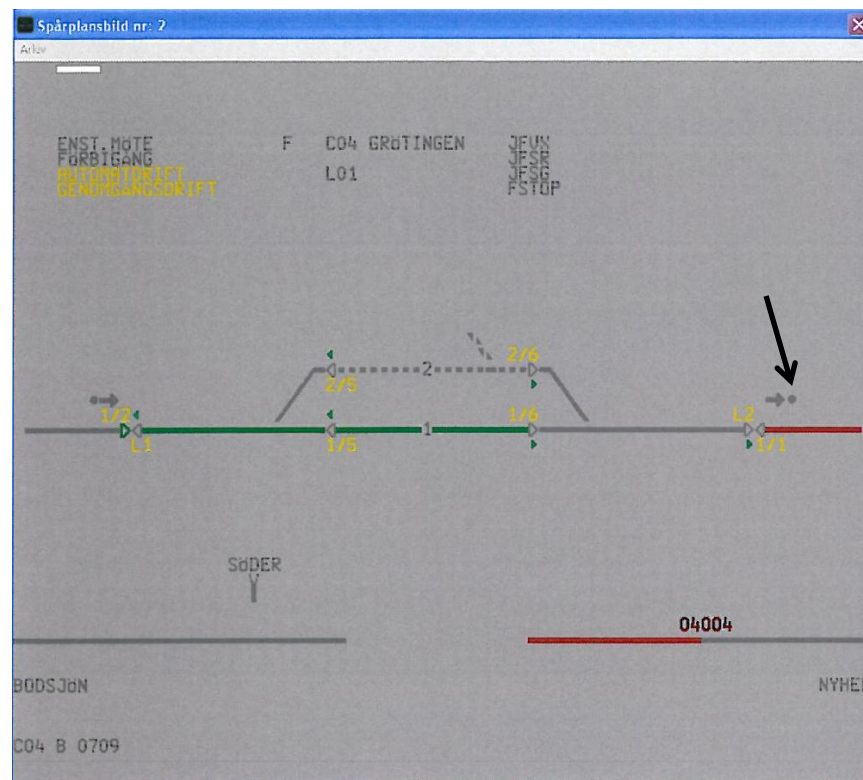 Spårplansbild nr: 2
Arkiv
ENST.MÖTE F C04 GRÖTINGEN JFVX
FÖRBIGÅNG JFSR
AUTOMATDRIFT L01 JFSG
GENOMGÅNGSDRIFT FSTOP
2/6
2
2/5
1/2 1/6 L2
1
L1 1/5 1/1
SÖDER
04004
BODSJÖN NYHE
C04 B 0709